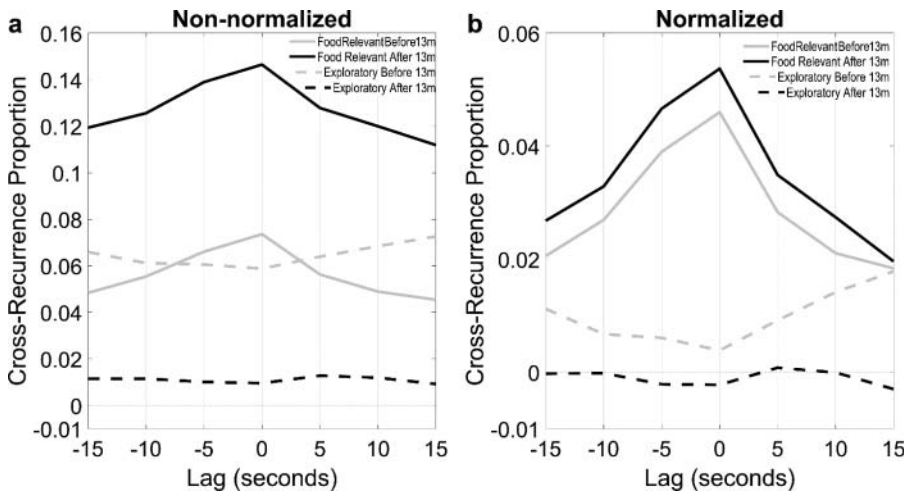 a
Non-normalized
0.16
0.14
0.12
0.1
0.08
0.06
0.04
0.02
0
-0.01
Cross-Recurrence Proportion
FoodRelevantBefore13m
Food Relevant After 13m
Exploratory Before 13m
Exploratory After 13m
-15 -10 -5 0 5 10 15
Lag (seconds)
b
Normalized
0.06
0.04
0.02
0
-0.01
Cross-Recurrence Proportion
FoodRelevantBefore13m
Food Relevant After 13m
Exploratory Before 13m
Exploratory After 13m
-15 -10 -5 0 5 10 15
Lag (seconds)